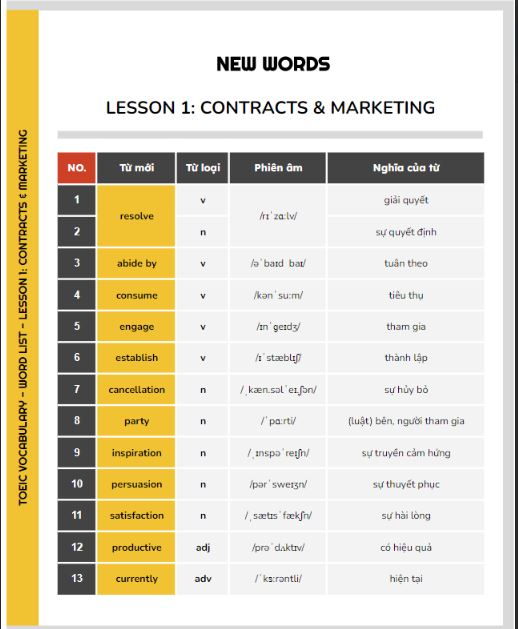 NEW WORDS
LESSON 1: CONTRACTS & MARKETING
TOEIC VOCABULARY - WORD LIST - LESSON 1: CONTRACTS & MARKETING
NO. Từ mới Từ loại Phiên âm Nghĩa của từ
1 resolve v /rɪˈzɑːlv/ giải quyết
2 n sự quyết định
3 abide by v /əˈbaɪd baɪ/ tuân theo
4 consume v /kənˈsuːm/ tiêu thụ
5 engage v /ɪnˈɡeɪdʒ/ tham gia
6 establish v /ɪˈstæblɪʃ/ thành lập
7 cancellation n /ˌkæn.səlˈeɪ.ʃən/ sự hủy bỏ
8 party n /ˈpɑːrti/ (luật) bên, người tham gia
9 inspiration n /ˌɪnspəˈreɪʃn/ sự truyền cảm hứng
10 persuasion n /pərˈsweɪʒn/ sự thuyết phục
11 satisfaction n /ˌsætɪsˈfækʃn/ sự hài lòng
12 productive adj /prəˈdʌktɪv/ có hiệu quả
13 currently adv /ˈkɜːrəntli/ hiện tại